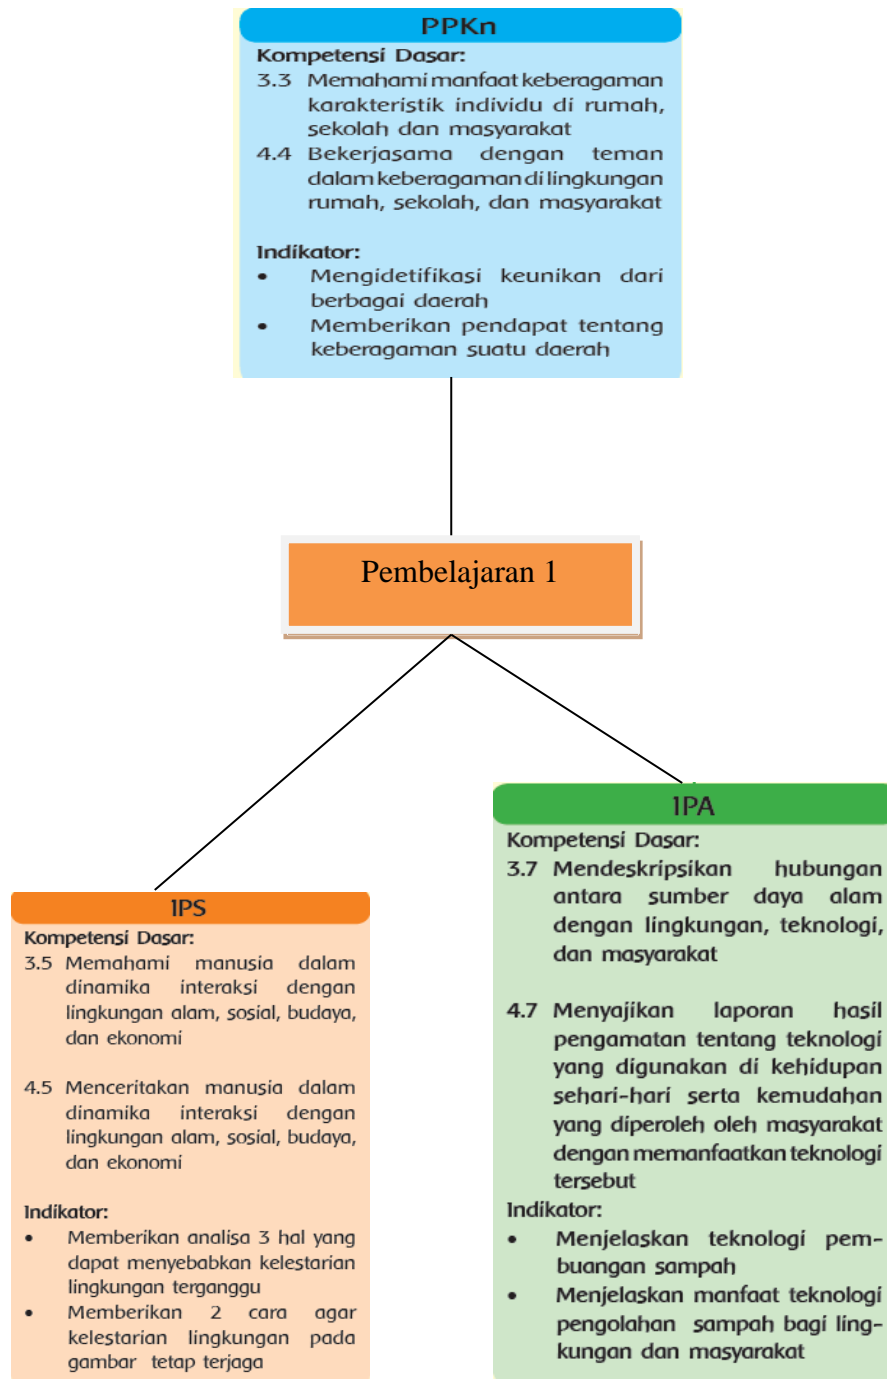 PPKn
Kompetensi Dasar:
3.3 Memahami manfaat keberagaman
karakteristik individu di rumah,
sekolah dan masyarakat
4.4 Bekerjasama dengan teman
dalam keberagaman di lingkungan
rumah, sekolah, dan masyarakat
Indikator:
• Mengidetifikasi keunikan dari
berbagai daerah
• Memberikan pendapat tentang
keberagaman suatu daerah
Pembelajaran 1
IPS
Kompetensi Dasar:
3.5 Memahami manusia dalam
dinamika interaksi dengan
lingkungan alam, sosial, budaya,
dan ekonomi
4.5 Menceritakan manusia dalam
dinamika interaksi dengan
lingkungan alam, sosial, budaya,
dan ekonomi
Indikator:
• Memberikan analisa 3 hal yang
dapat menyebabkan kelestarian
lingkungan terganggu
• Memberikan 2 cara agar
kelestarian lingkungan pada
gambar tetap terjaga
IPA
Kompetensi Dasar:
3.7 Mendeskripsikan hubungan
antara sumber daya alam
dengan lingkungan, teknologi,
dan masyarakat
4.7 Menyajikan laporan hasil
pengamatan tentang teknologi
yang digunakan di kehidupan
sehari-hari serta kemudahan
yang diperoleh oleh masyarakat
dengan memanfaatkan teknologi
tersebut
Indikator:
• Menjelaskan teknologi pem-
buangan sampah
• Menjelaskan manfaat teknologi
pengolahan sampah bagi ling-
kungan dan masyarakat